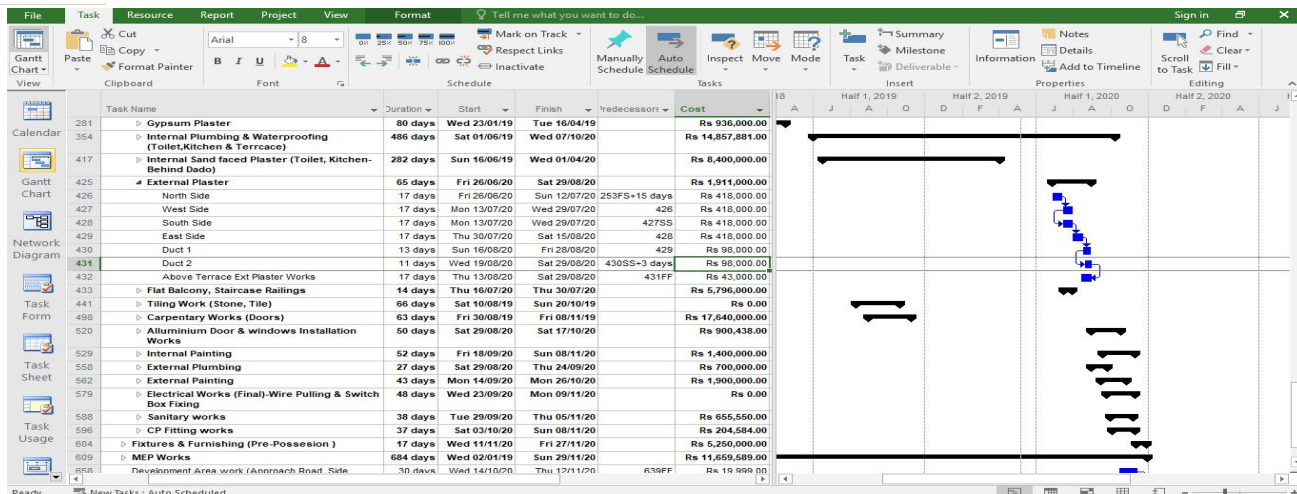 File Task Resource Report Project View Format Tell me what you want to do... Sign in
Gantt Chart
Paste
Cut
Copy
Format Painter
Arial 8
B I U A
0% 25% 50% 75% 100%
Mark on Track
Respect Links
Inactivate
Manually Schedule
Auto Schedule
Inspect Move Mode
Task
Summary
Milestone
Deliverable
Information
Notes
Details
Add to Timeline
Scroll to Task
Find
Clear
Fill
View Clipboard Font Schedule Tasks Insert Properties Editing
Calendar
Gantt Chart
Network Diagram
Task Form
Task Sheet
Task Usage
Task Name Duration Start Finish Predecessors Cost
Half 1, 2019 Half 2, 2019 Half 1, 2020 Half 2, 2020
A J A O D F A J A O D F A J
281 Gypsum Plaster 80 days Wed 23/01/19 Tue 16/04/19 Rs 936,000.00
354 Internal Plumbing & Waterproofing (Toilet,Kitchen & Terrcace) 486 days Sat 01/06/19 Wed 07/10/20 Rs 14,857,881.00
417 Internal Sand faced Plaster (Toilet, Kitchen-Behind Dado) 282 days Sun 16/06/19 Wed 01/04/20 Rs 8,400,000.00
425 External Plaster 65 days Fri 26/06/20 Sat 29/08/20 Rs 1,911,000.00
426 North Side 17 days Fri 26/06/20 Sun 12/07/20 253FS+15 days Rs 418,000.00
427 West Side 17 days Mon 13/07/20 Wed 29/07/20 426 Rs 418,000.00
428 South Side 17 days Mon 13/07/20 Wed 29/07/20 427SS Rs 418,000.00
429 East Side 17 days Thu 30/07/20 Sat 15/08/20 428 Rs 418,000.00
430 Duct 1 13 days Sun 16/08/20 Fri 28/08/20 429 Rs 98,000.00
431 Duct 2 11 days Wed 19/08/20 Sat 29/08/20 430SS+3 days Rs 98,000.00
432 Above Terrace Ext Plaster Works 17 days Thu 13/08/20 Sat 29/08/20 431FF Rs 43,000.00
433 Flat Balcony, Staircase Railings 14 days Thu 16/07/20 Thu 30/07/20 Rs 5,796,000.00
441 Tiling Work (Stone, Tile) 66 days Sat 10/08/19 Sun 20/10/19 Rs 0.00
498 Carpentary Works (Doors) 63 days Fri 30/08/19 Fri 08/11/19 Rs 17,640,000.00
520 Alluminium Door & windows Installation Works 50 days Sat 29/08/20 Sat 17/10/20 Rs 900,438.00
529 Internal Painting 52 days Fri 18/09/20 Sun 08/11/20 Rs 1,400,000.00
558 External Plumbing 27 days Sat 29/08/20 Thu 24/09/20 Rs 700,000.00
562 External Painting 43 days Mon 14/09/20 Mon 26/10/20 Rs 1,900,000.00
579 Electrical Works (Final)-Wire Pulling & Switch Box Fixing 48 days Wed 23/09/20 Mon 09/11/20 Rs 0.00
588 Sanitary works 38 days Tue 29/09/20 Thu 05/11/20 Rs 655,550.00
596 CP Fitting works 37 days Sat 03/10/20 Sun 08/11/20 Rs 204,584.00
604 Fixtures & Furnishing (Pre-Possesion ) 17 days Wed 11/11/20 Fri 27/11/20 Rs 5,250,000.00
609 MEP Works 684 days Wed 02/01/19 Sun 29/11/20 Rs 11,659,589.00
658 Development Area work (Approach Road, Side 30 days Wed 14/10/20 Thu 12/11/20 639FF Rs 19,999.00
Ready New Tasks : Auto Scheduled